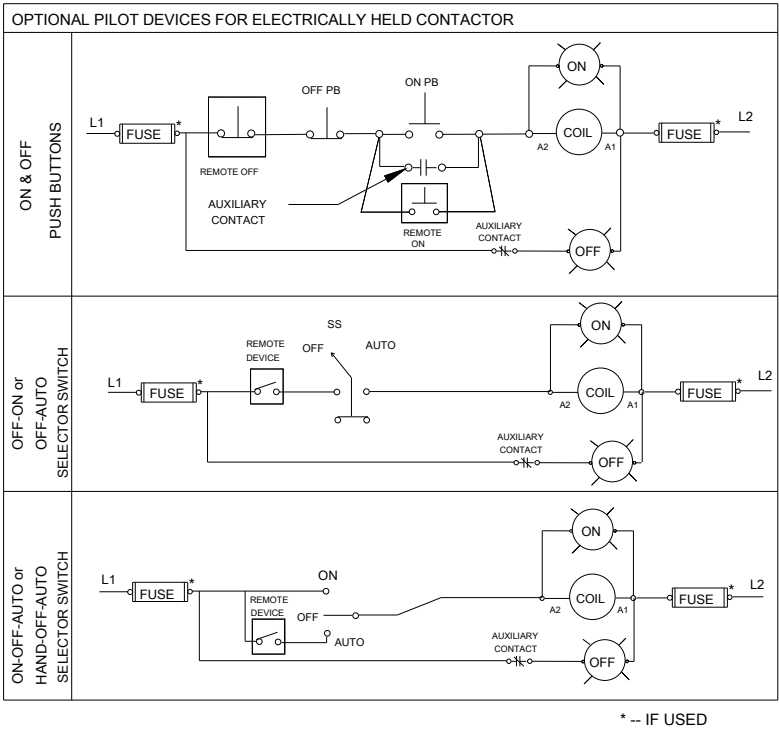 OPTIONAL PILOT DEVICES FOR ELECTRICALLY HELD CONTACTOR
ON & OFF
PUSH BUTTONS
L1
FUSE
*
REMOTE OFF
OFF PB
ON PB
AUXILIARY
CONTACT
REMOTE
ON
ON
COIL
A2
A1
FUSE
*
L2
AUXILIARY
CONTACT
OFF
OFF-ON or
OFF-AUTO
SELECTOR SWITCH
L1
FUSE
*
REMOTE
DEVICE
SS
OFF
AUTO
ON
COIL
A2
A1
FUSE
*
L2
AUXILIARY
CONTACT
OFF
ON-OFF-AUTO or
HAND-OFF-AUTO
SELECTOR SWITCH
L1
FUSE
*
REMOTE
DEVICE
ON
OFF
AUTO
ON
COIL
A2
A1
FUSE
*
L2
AUXILIARY
CONTACT
OFF
* -- IF USED